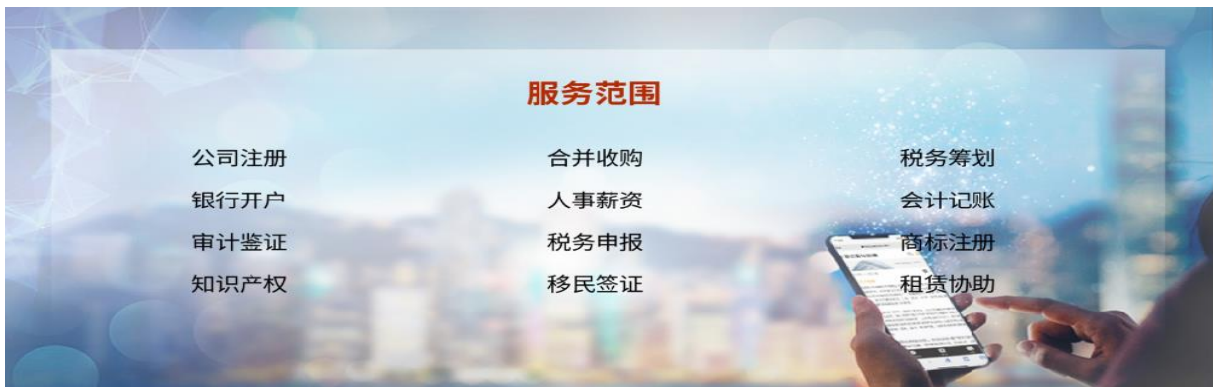 服务范围
公司注册 合并收购 税务筹划
银行开户 人事薪资 会计记账
审计鉴证 税务申报 商标注册
知识产权 移民签证 租赁协助